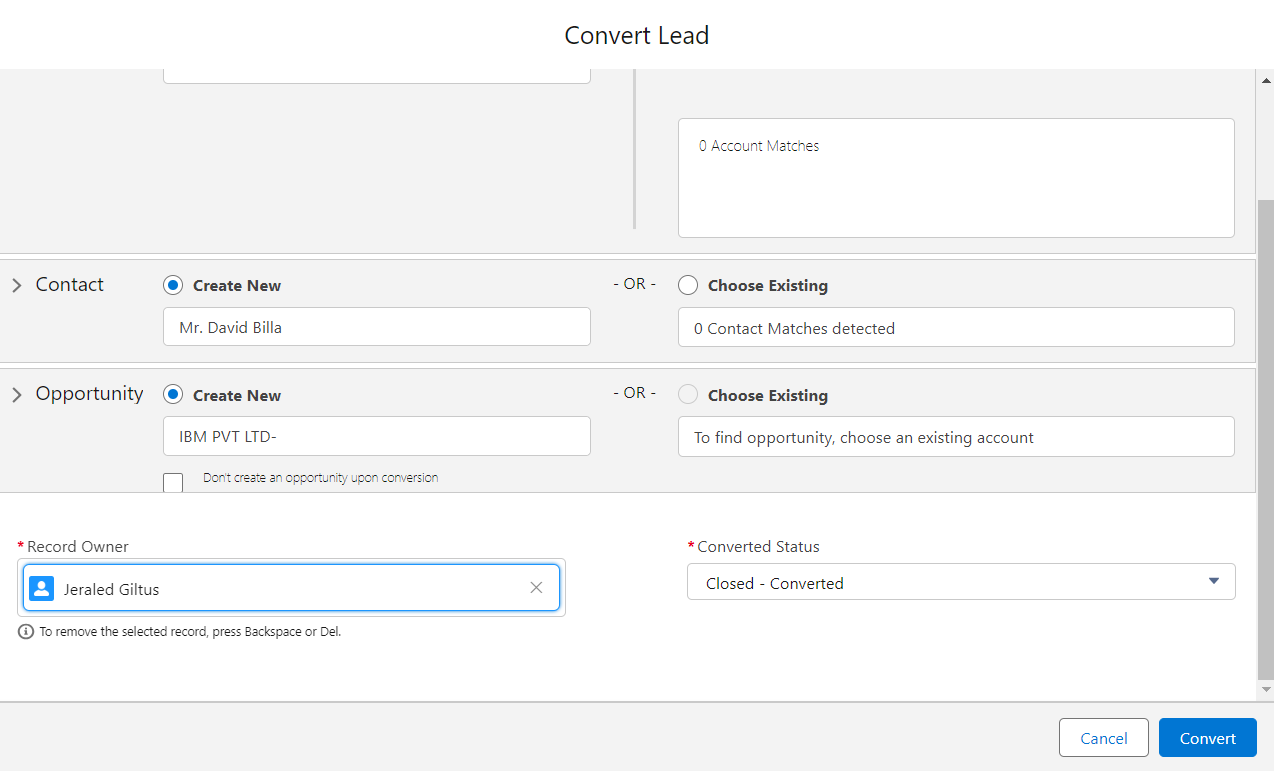 Convert Lead
0 Account Matches
Contact
Create New
- OR -
Choose Existing
Mr. David Billa
0 Contact Matches detected
Opportunity
Create New
- OR -
Choose Existing
IBM PVT LTD-
To find opportunity, choose an existing account
Don't create an opportunity upon conversion
*Record Owner
*Converted Status
Jeraled Giltus
Closed - Converted
To remove the selected record, press Backspace or Del.
Cancel
Convert